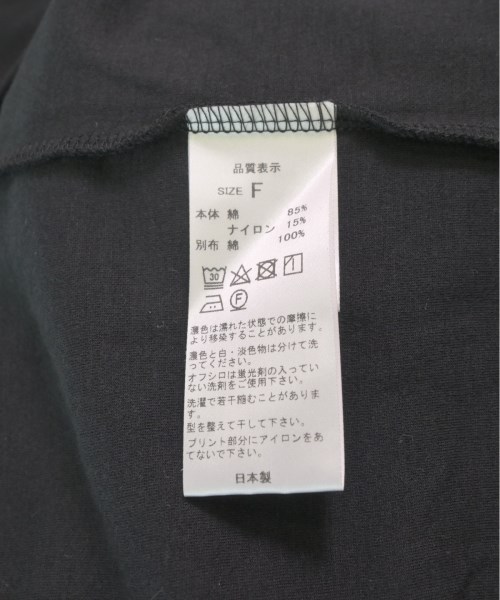 品質表示
SIZE F
本体 綿 85%
ナイロン 15%
別布 綿 100%
30
F
濃色は濡れた状態での摩擦に
より移染することがあります。
濃色と白・淡色物は分けて洗
ってください。
オフシロは蛍光剤の入ってい
ない洗剤をご使用下さい。
洗濯で若干縮むことがありま
す。
型を整えて干して下さい。
プリント部分にアイロンをあ
てないで下さい。
日本製